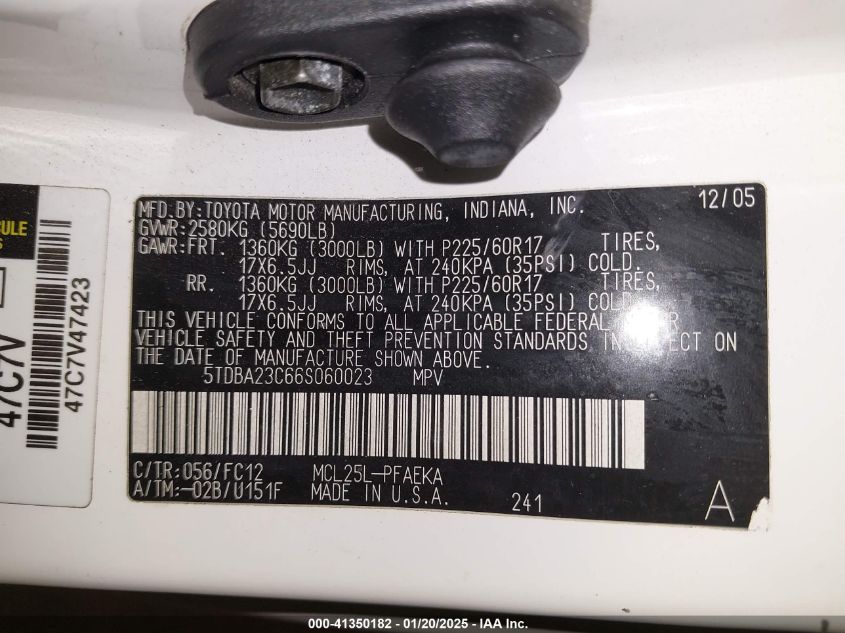 MFD.BY:TOYOTA MOTOR MANUFACTURING, INDIANA, INC. 12/05
GVWR:2580KG (5690LB)
GAWR:FRT. 1360KG (3000LB) WITH P225/60R17 TIRES,
17X6.5JJ RIMS, AT 240KPA (35PSI) COLD,
RR. 1360KG (3000LB) WITH P225/60R17 TIRES,
17X6.5JJ RIMS, AT 240KPA (35PSI) COLD.
THIS VEHICLE CONFORMS TO ALL APPLICABLE FEDERAL MOTOR
VEHICLE SAFETY AND THEFT PREVENTION STANDARDS IN EFFECT ON
THE DATE OF MANUFACTURE SHOWN ABOVE.
5TDBA23C66S060023 MPV
C/TR:056/FC12 MCL25L-PFAEKA
A/TM:-02B/U151F MADE IN U.S.A. 241 A
47C7V
47C7V47423
000-41350182 - 01/20/2025 - IAA Inc.